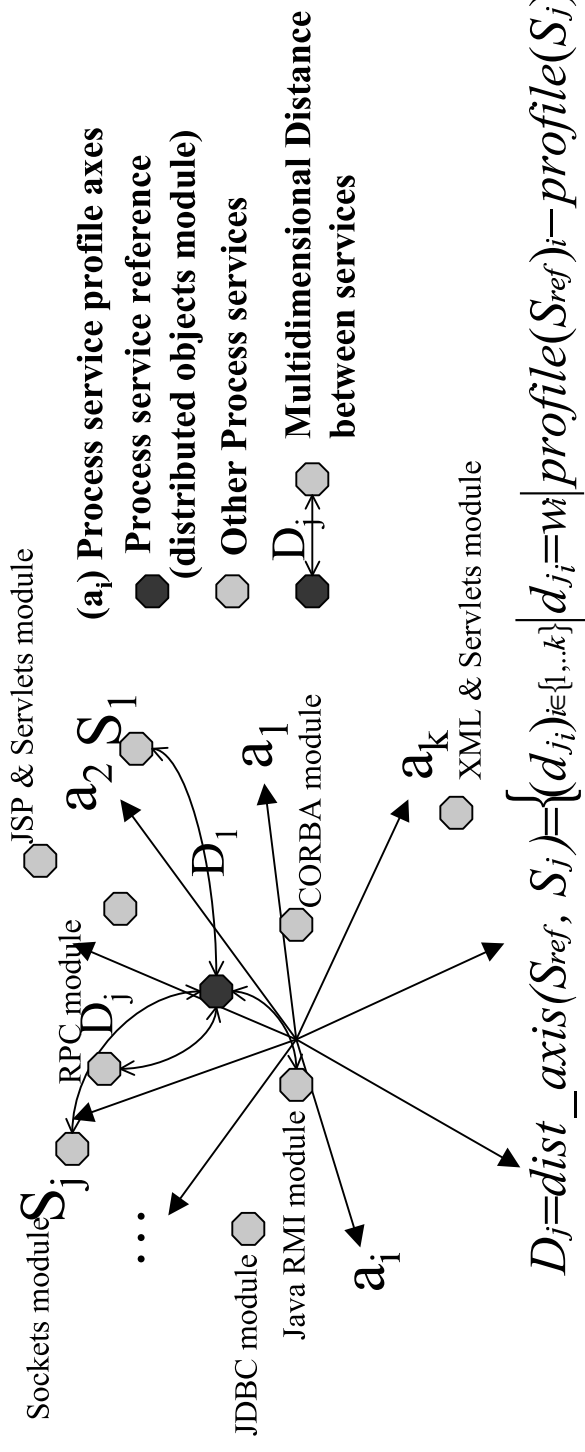 Sockets module
S_j
RPC module
D_j
JSP & Servlets module
a_2
S_1
D_1
...
JDBC module
Java RMI module
a_i
CORBA module
a_1
a_k
XML & Servlets module
(a_i) Process service profile axes
Process service reference
(distributed objects module)
Other Process services
D_j
Multidimensional Distance
between services
D_j=dist_axis(S_ref, S_j)={(d_j_i)_i∈{1,..k}|d_j_i=w_i|profile(S_ref)_i−profile(S_j)